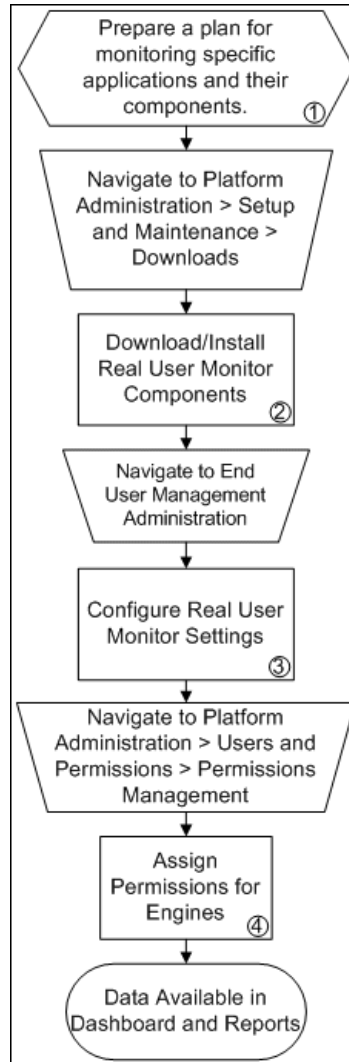 Prepare a plan for
monitoring specific
applications and their
components.
①
Navigate to Platform
Administration > Setup
and Maintenance >
Downloads
Download/Install
Real User Monitor
Components
②
Navigate to End
User Management
Administration
Configure Real User
Monitor Settings
③
Navigate to Platform
Administration > Users and
Permissions > Permissions
Management
Assign
Permissions for
Engines
④
Data Available in
Dashboard and Reports